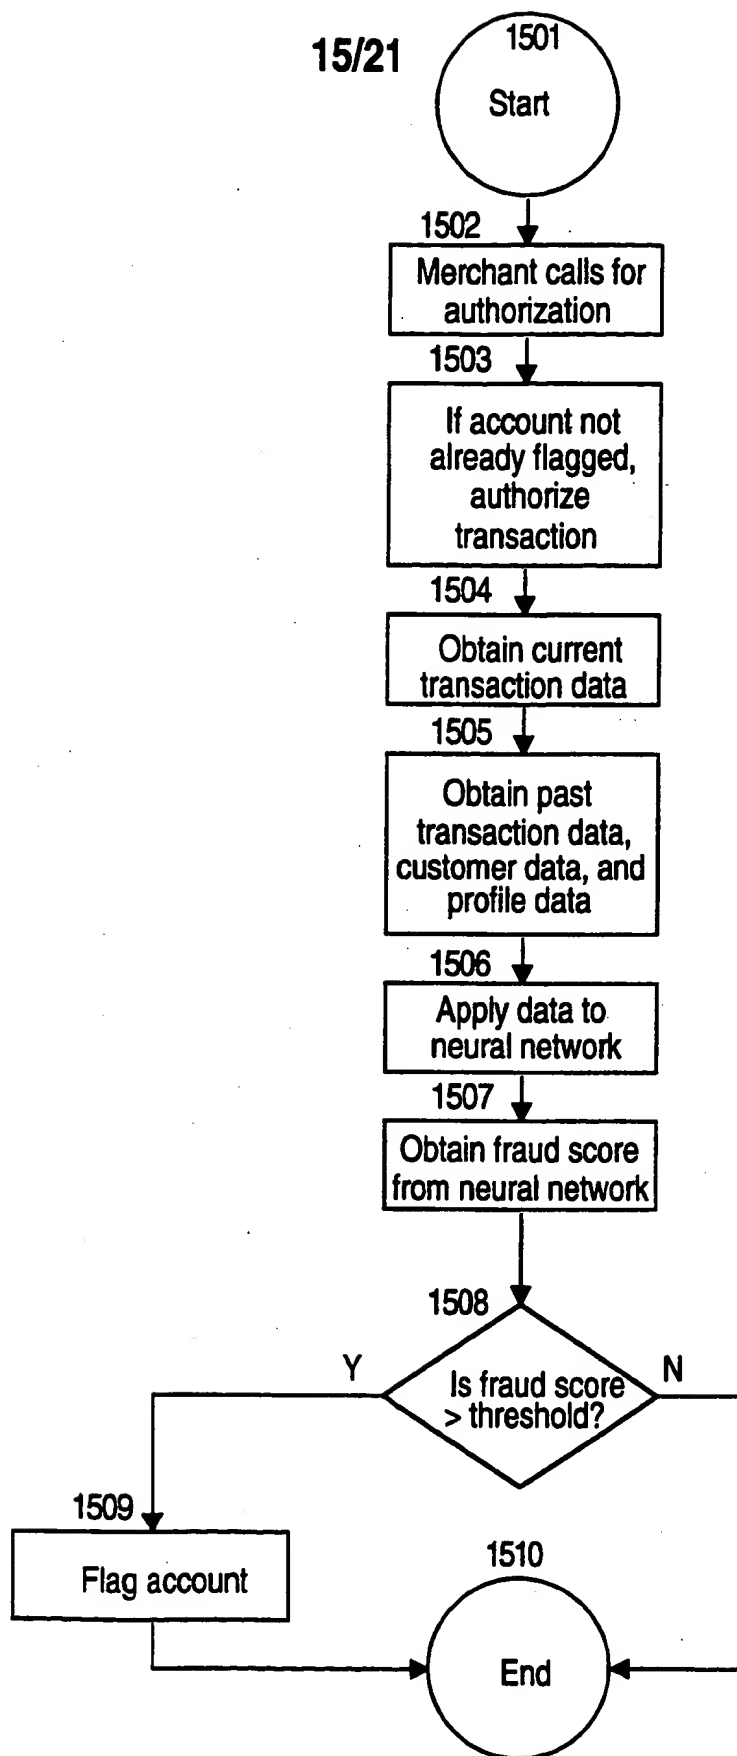 15/21
1501
Start
1502
Merchant calls for
authorization
1503
If account not
already flagged,
authorize
transaction
1504
Obtain current
transaction data
1505
Obtain past
transaction data,
customer data, and
profile data
1506
Apply data to
neural network
1507
Obtain fraud score
from neural network
1508
Y
N
Is fraud score
> threshold?
1509
Flag account
1510
End